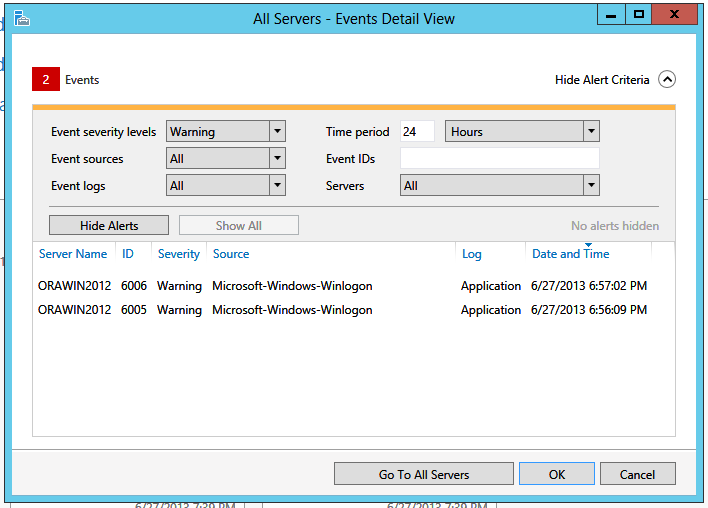 All Servers - Events Detail View
2 Events Hide Alert Criteria
Event severity levels Warning Time period 24 Hours
Event sources All Event IDs
Event logs All Servers All
Hide Alerts Show All No alerts hidden
Server Name ID Severity Source Log Date and Time
ORAWIN2012 6006 Warning Microsoft-Windows-Winlogon Application 6/27/2013 6:57:02 PM
ORAWIN2012 6005 Warning Microsoft-Windows-Winlogon Application 6/27/2013 6:56:09 PM
Go To All Servers OK Cancel
6/27/2013 7:39 PM 6/27/2013 7:39 PM